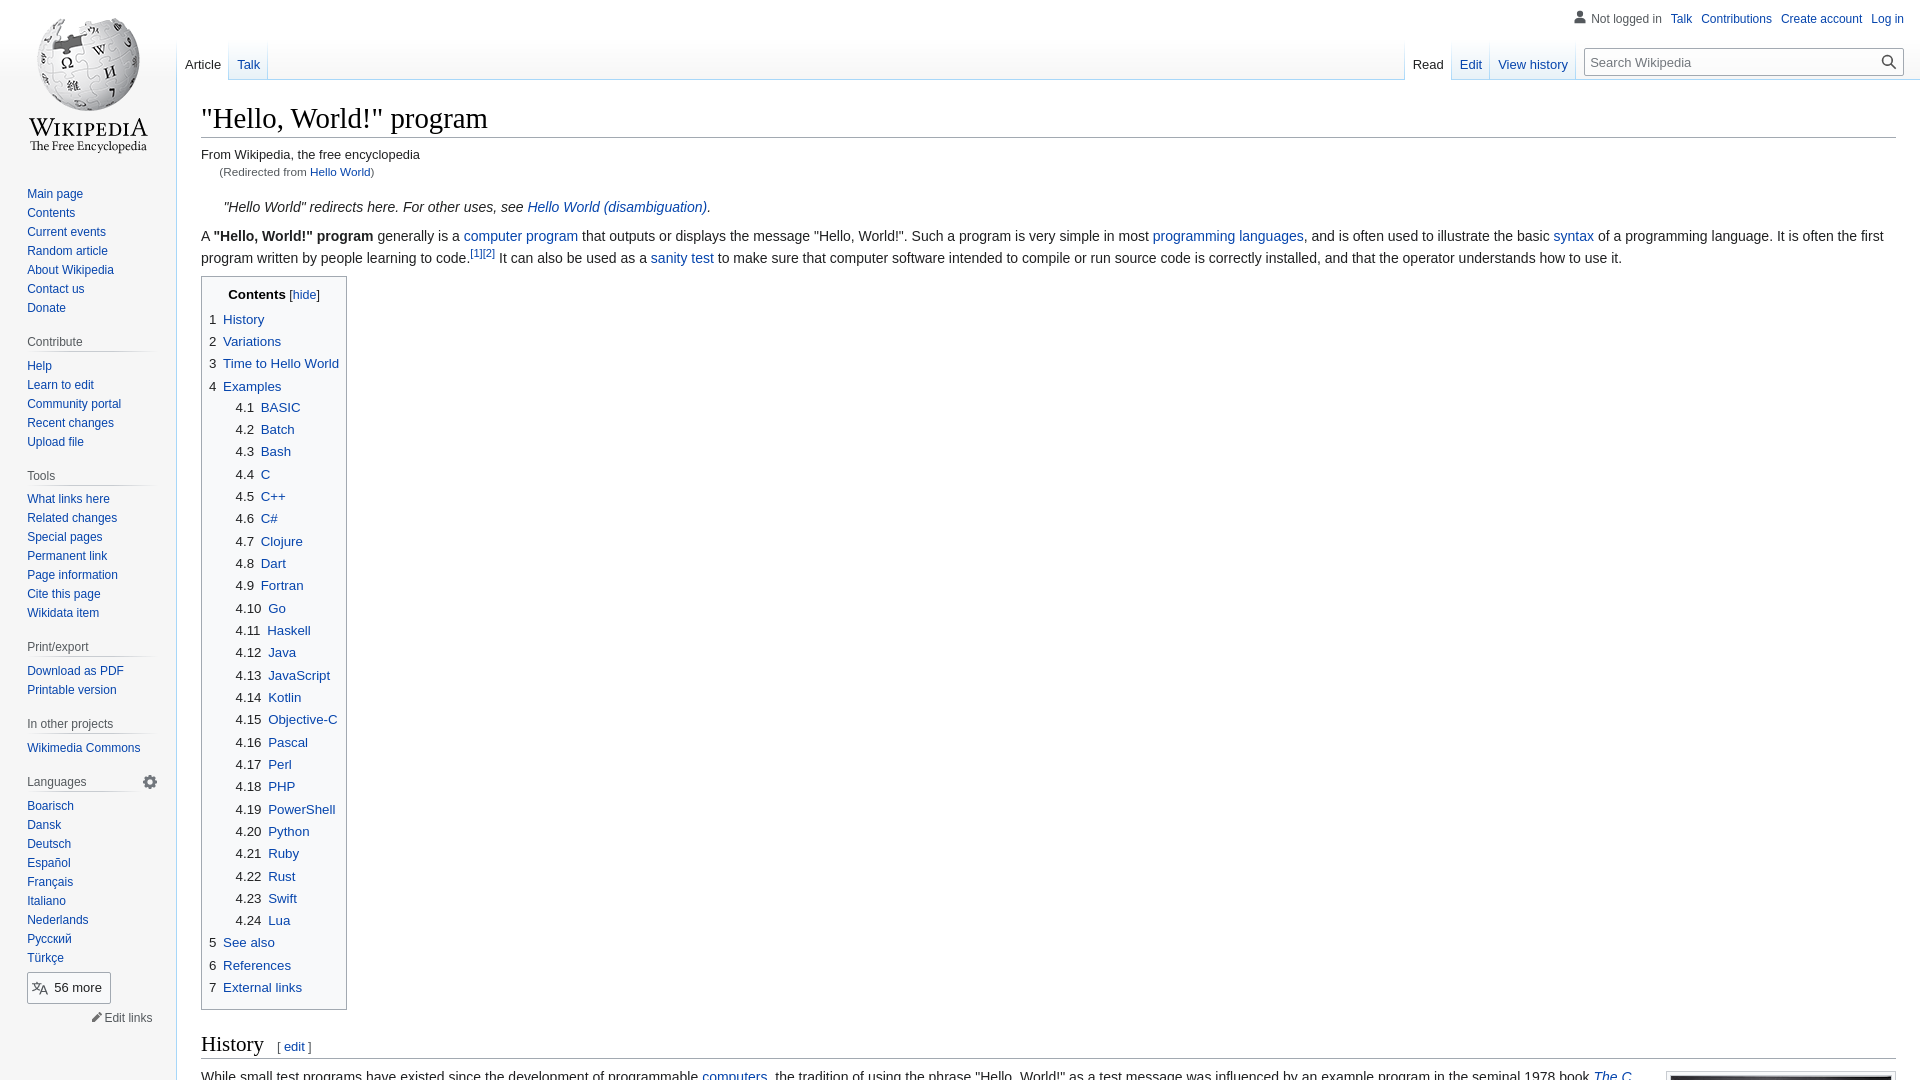 Not logged in Talk Contributions Create account Log in
Article Talk Read Edit View history Search Wikipedia
WIKIPEDIA
The Free Encyclopedia
Main page
Contents
Current events
Random article
About Wikipedia
Contact us
Donate
Contribute
Help
Learn to edit
Community portal
Recent changes
Upload file
Tools
What links here
Related changes
Special pages
Permanent link
Page information
Cite this page
Wikidata item
Print/export
Download as PDF
Printable version
In other projects
Wikimedia Commons
Languages
Boarisch
Dansk
Deutsch
Español
Français
Italiano
Nederlands
Русский
Türkçe
56 more
Edit links
"Hello, World!" program
From Wikipedia, the free encyclopedia
(Redirected from Hello World)
"Hello World" redirects here. For other uses, see Hello World (disambiguation).
A "Hello, World!" program generally is a computer program that outputs or displays the message "Hello, World!". Such a program is very simple in most programming languages, and is often used to illustrate the basic syntax of a programming language. It is often the first
program written by people learning to code.[1][2] It can also be used as a sanity test to make sure that computer software intended to compile or run source code is correctly installed, and that the operator understands how to use it.
Contents [hide]
1 History
2 Variations
3 Time to Hello World
4 Examples
4.1 BASIC
4.2 Batch
4.3 Bash
4.4 C
4.5 C++
4.6 C#
4.7 Clojure
4.8 Dart
4.9 Fortran
4.10 Go
4.11 Haskell
4.12 Java
4.13 JavaScript
4.14 Kotlin
4.15 Objective-C
4.16 Pascal
4.17 Perl
4.18 PHP
4.19 PowerShell
4.20 Python
4.21 Ruby
4.22 Rust
4.23 Swift
4.24 Lua
5 See also
6 References
7 External links
History [ edit ]
While small test programs have existed since the development of programmable computers, the tradition of using the phrase "Hello, World!" as a test message was influenced by an example program in the seminal 1978 book The C